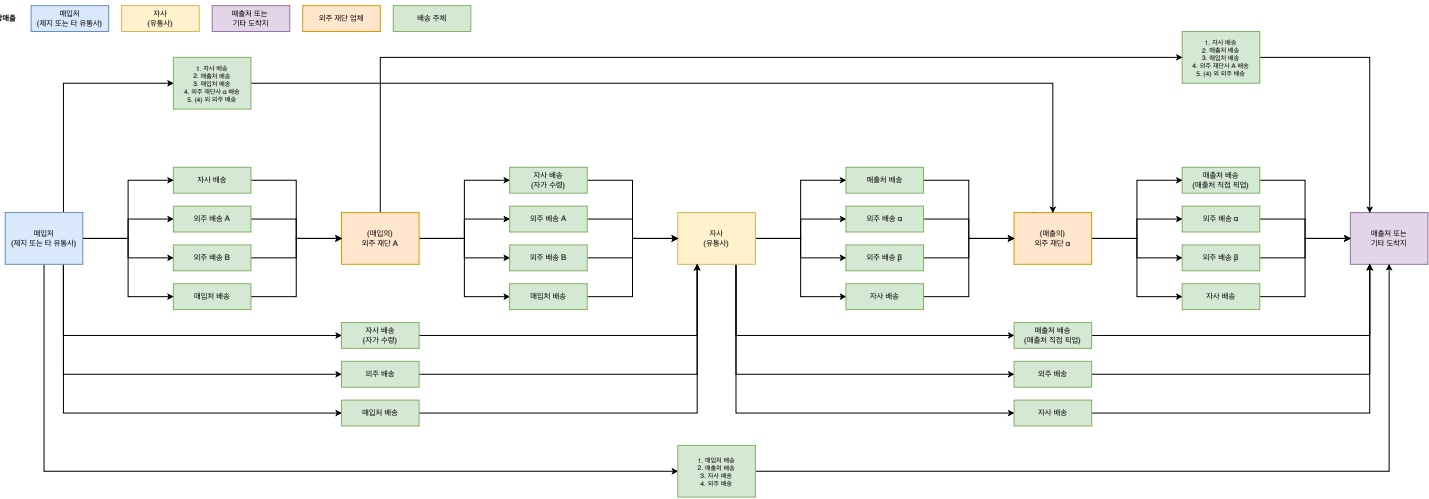 매출
매입처
(제지 또는 타 유통사)
자사
(유통사)
매출처 또는
기타 도착지
외주 재단 업체
배송 주체
1. 자사 배송
2. 매출처 배송
3. 매입처 배송
4. 외주 재단사 α 배송
5. (4) 외 외주 배송
1. 자사 배송
2. 매출처 배송
3. 매입처 배송
4. 외주 재단사 A 배송
5. (4) 외 외주 배송
매입처
(제지 또는 타 유통사)
자사 배송
외주 배송 A
외주 배송 B
매입처 배송
(매입의)
외주 재단 A
자사 배송
(자가 수령)
외주 배송 A
외주 배송 B
매입처 배송
자사
(유통사)
매출처 배송
외주 배송 α
외주 배송 β
자사 배송
(매출의)
외주 재단 α
매출처 배송
(매출처 직접 픽업)
외주 배송 α
외주 배송 β
자사 배송
매출처 또는
기타 도착지
자사 배송
(자가 수령)
외주 배송
매입처 배송
매출처 배송
(매출처 직접 픽업)
외주 배송
자사 배송
1. 매입처 배송
2. 매출처 배송
3. 자사 배송
4. 외주 배송